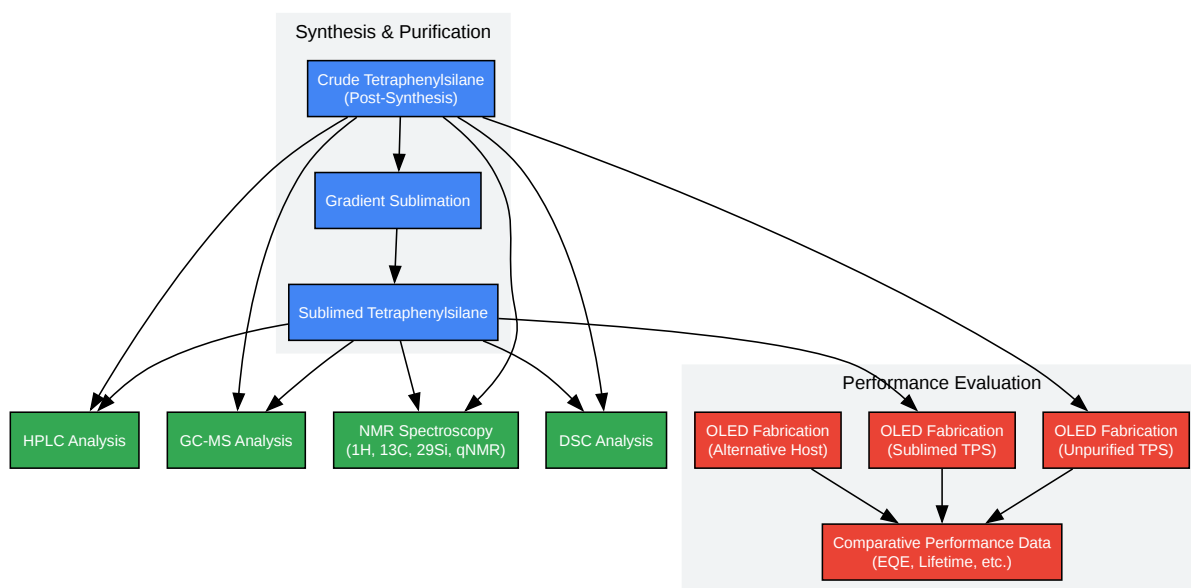 Synthesis & Purification
Crude Tetraphenylsilane
(Post-Synthesis)
Gradient Sublimation
Sublimed Tetraphenylsilane
Performance Evaluation
HPLC Analysis
GC-MS Analysis
NMR Spectroscopy
(1H, 13C, 29Si, qNMR)
DSC Analysis
OLED Fabrication
(Alternative Host)
OLED Fabrication
(Sublimed TPS)
OLED Fabrication
(Unpurified TPS)
Comparative Performance Data
(EQE, Lifetime, etc.)